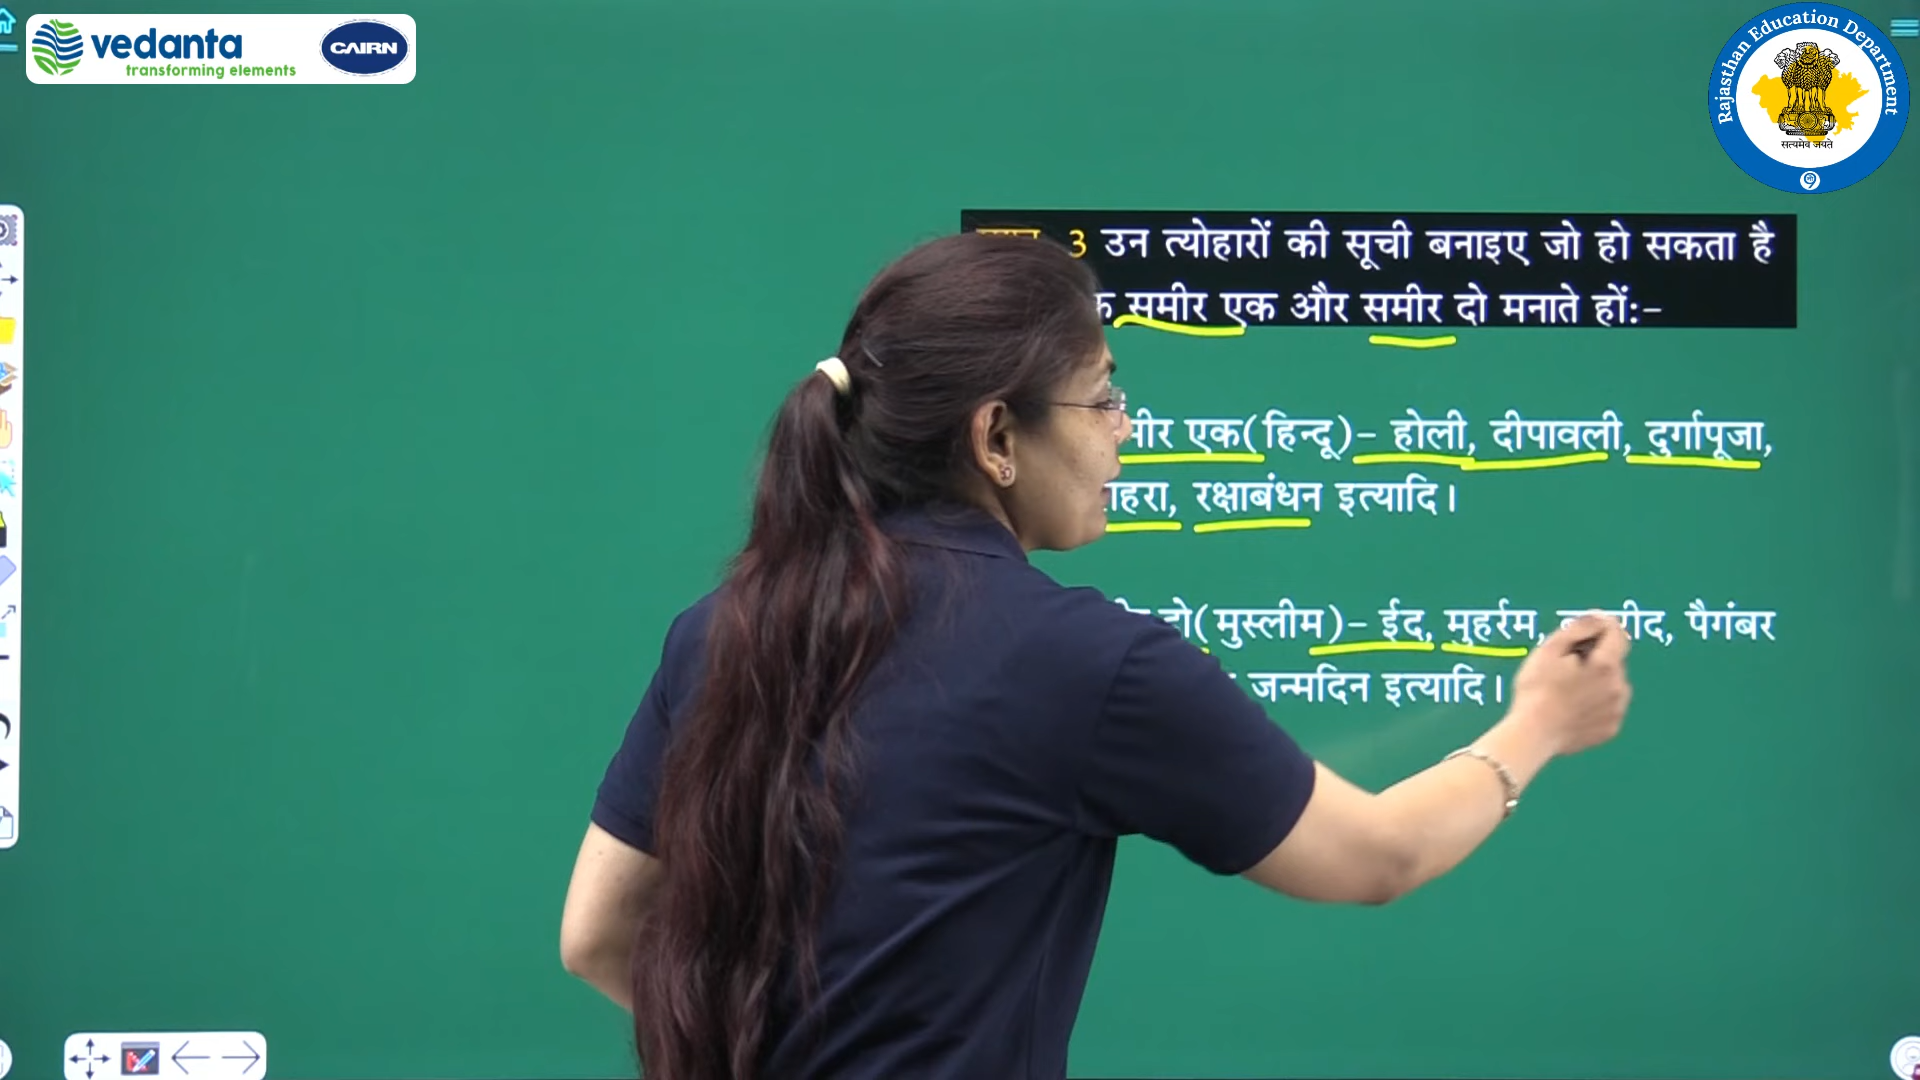 vedanta
transforming elements
CAIRN
Rajasthan Education Department
सत्यमेव जयते
3 उन त्योहारों की सूची बनाइए जो हो सकता है
समीर एक और समीर दो मनाते हों:-
एक(हिन्दू)- होली, दीपावली, दुर्गापूजा,
रक्षाबंधन इत्यादि।
(मुस्लीम)- ईद, मुहर्रम, पैगंबर
जन्मदिन इत्यादि।